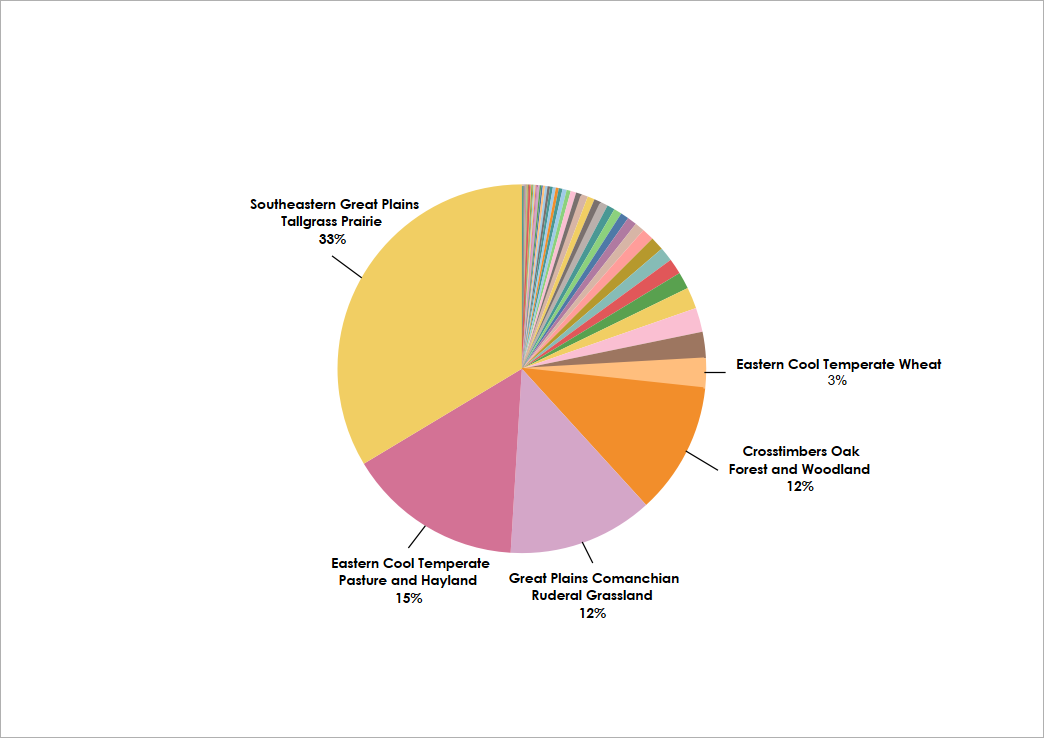 Southeastern Great Plains
Tallgrass Prairie
33%
Eastern Cool Temperate Wheat
3%
Crosstimbers Oak
Forest and Woodland
12%
Eastern Cool Temperate
Pasture and Hayland
15%
Great Plains Comanchian
Ruderal Grassland
12%